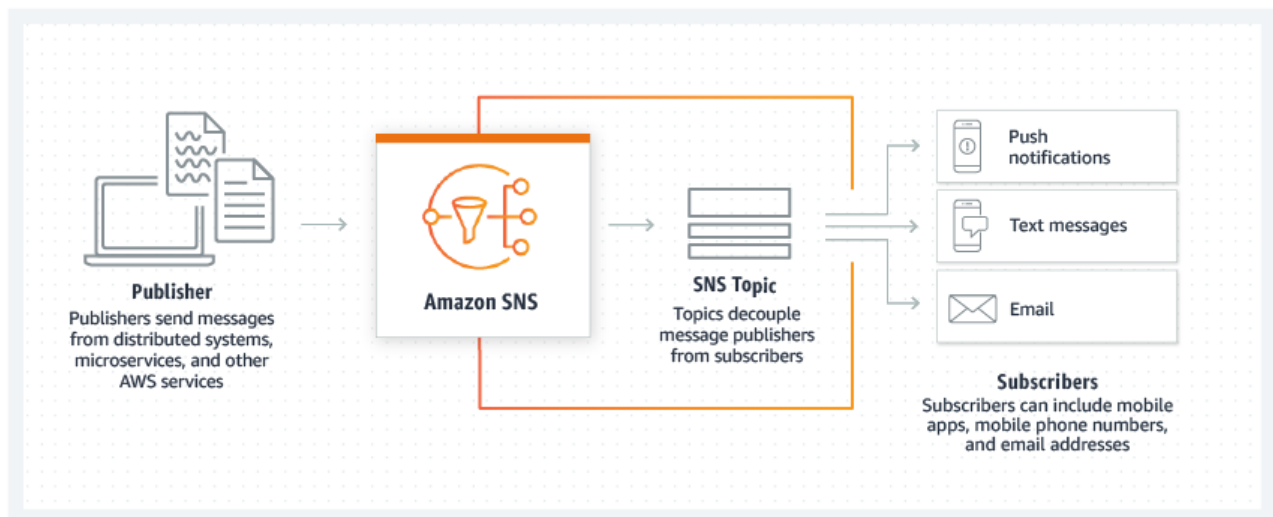 Publisher
Publishers send messages
from distributed systems,
microservices, and other
AWS services
Amazon SNS
SNS Topic
Topics decouple
message publishers
from subscribers
Push
notifications
Text messages
Email
Subscribers
Subscribers can include mobile
apps, mobile phone numbers,
and email addresses